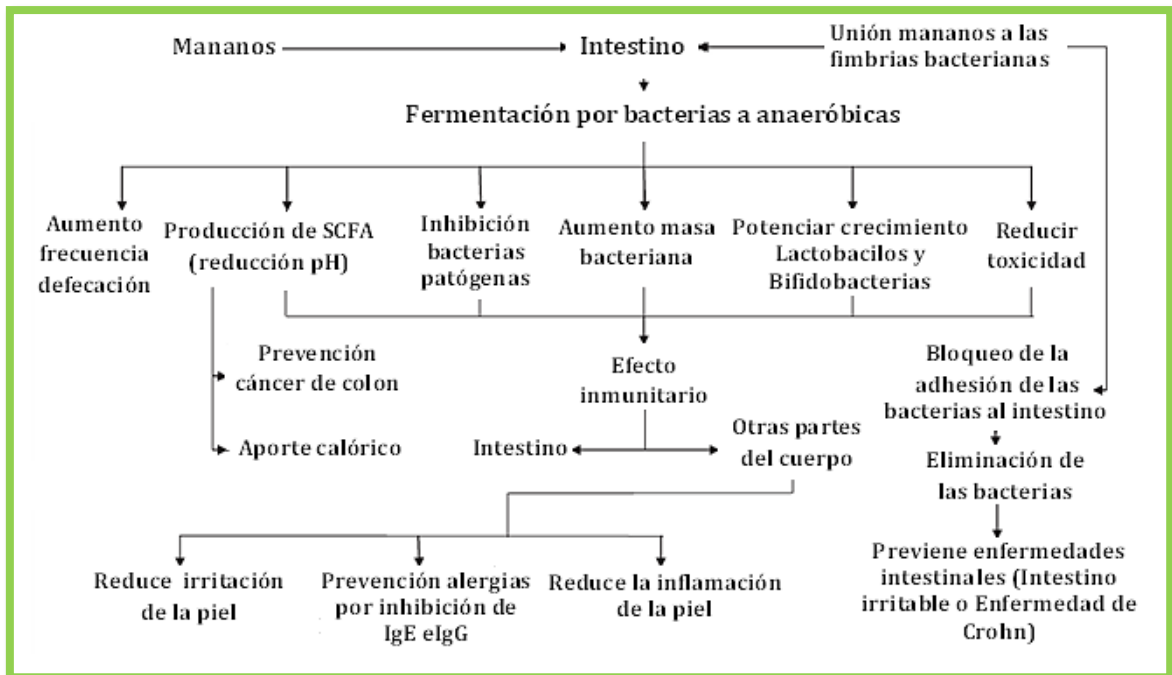 Mananos
Intestino
Unión mananos a las
fimbrias bacterianas
Fermentación por bacterias a anaeróbicas
Aumento
frecuencia
defecación
Producción de SCFA
(reducción pH)
Inhibición
bacterias
patógenas
Aumento masa
bacteriana
Potenciar crecimiento
Lactobacilos y
Bifidobacterias
Reducir
toxicidad
Prevención
cáncer de colon
Aporte calórico
Efecto
inmunitario
Intestino
Otras partes
del cuerpo
Bloqueo de la
adhesión de las
bacterias al intestino
Eliminación de
las bacterias
Reduce irritación
de la piel
Prevención alergias
por inhibición de
IgE eIgG
Reduce la inflamación
de la piel
Previene enfermedades
intestinales (Intestino
irritable o Enfermedad de
Crohn)